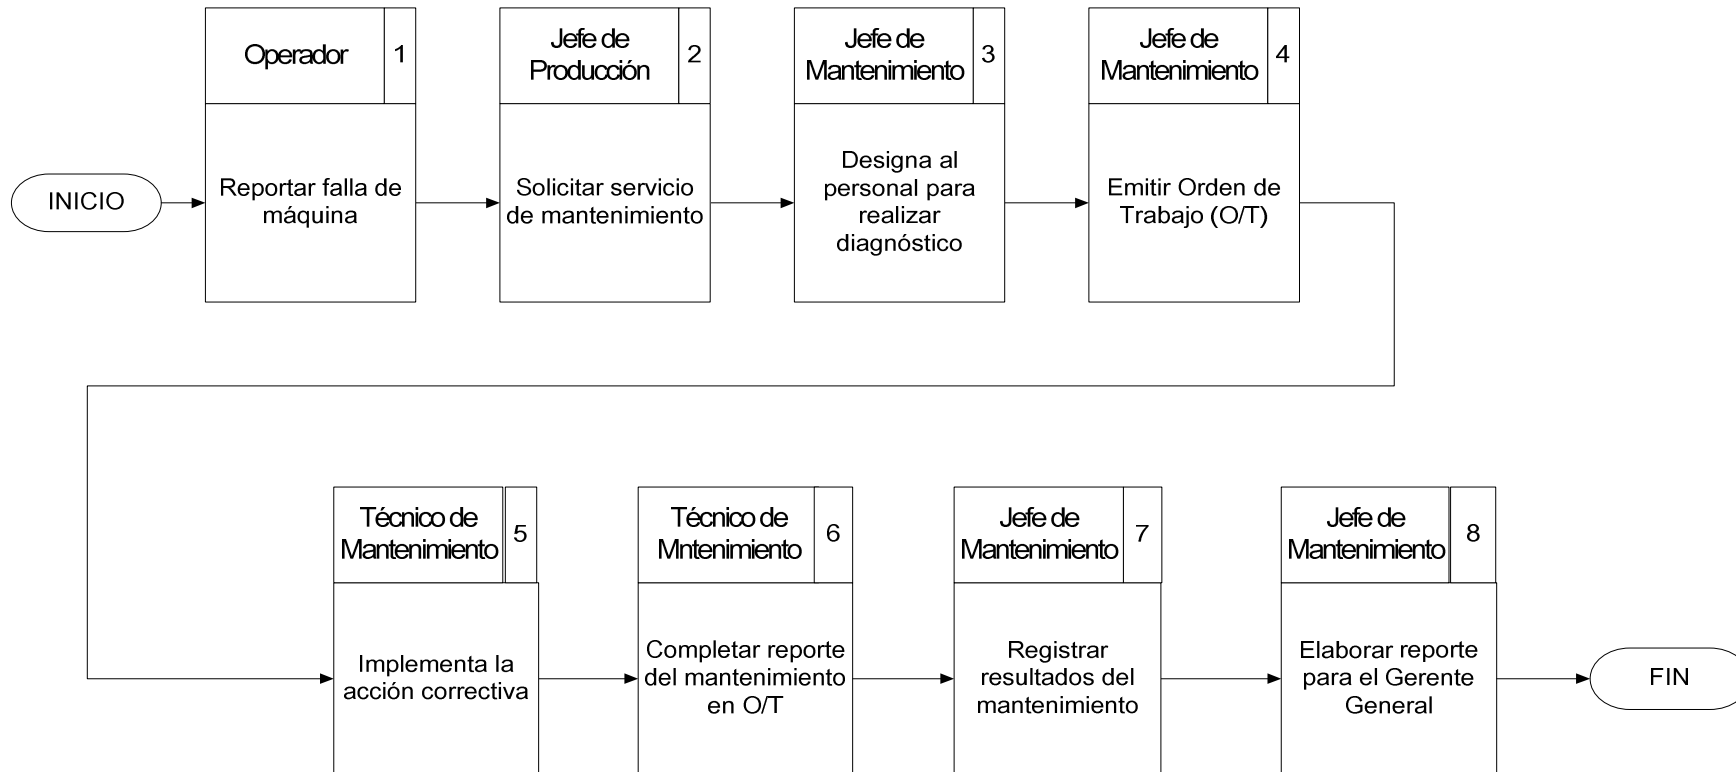 Operador
1
Jefe de
Producción
2
Jefe de
Mantenimiento
3
Jefe de
Mantenimiento
4
INICIO
Reportar falla de
máquina
Solicitar servicio
de mantenimiento
Designa al
personal para
realizar
diagnóstico
Emitir Orden de
Trabajo (O/T)
Técnico de
Mantenimiento
5
Técnico de
Mntenimiento
6
Jefe de
Mantenimiento
7
Jefe de
Mantenimiento
8
Implementa la
acción correctiva
Completar reporte
del mantenimiento
en O/T
Registrar
resultados del
mantenimiento
Elaborar reporte
para el Gerente
General
FIN